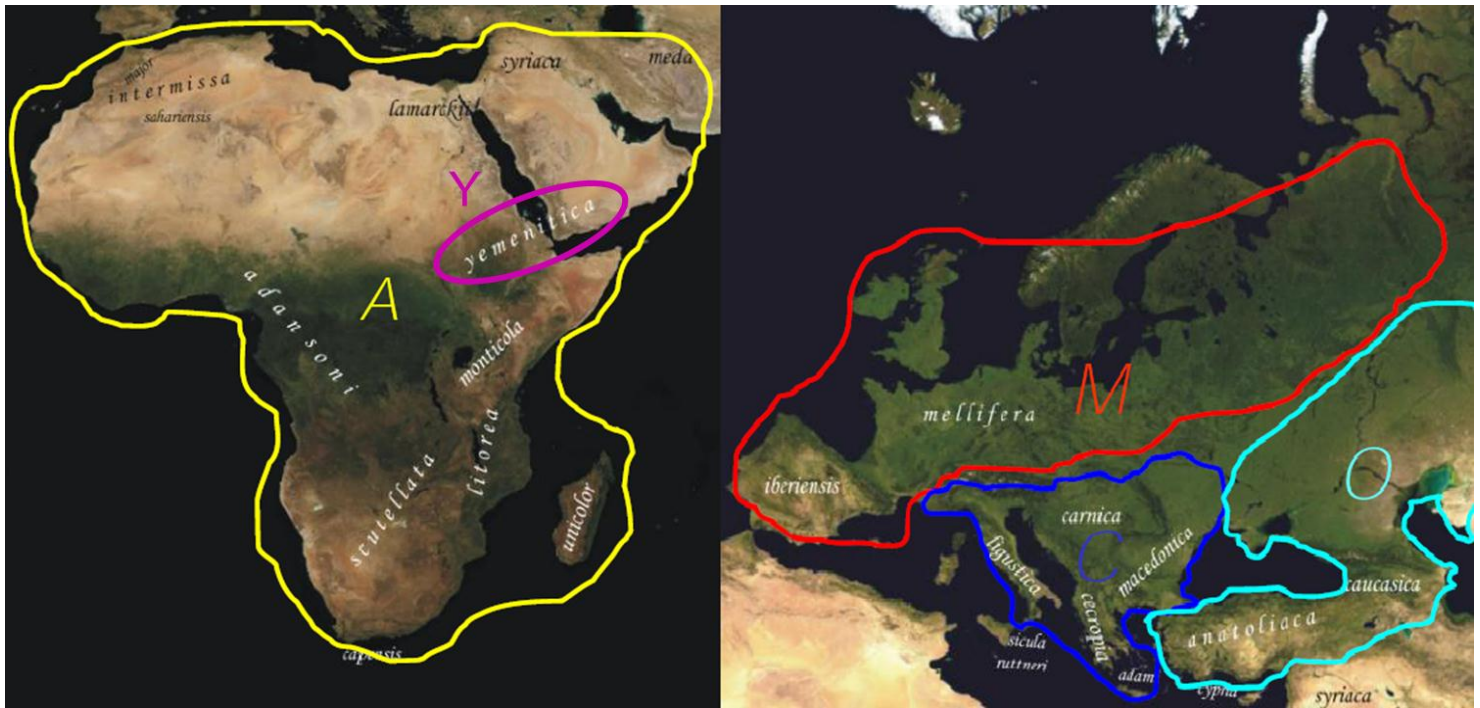 major
intermissa
sahariensis
lamarckii
syriaca
meda
Y
yemenitica
A
adansoni
monticola
litorea
scutellata
unicolor
capensis
M
mellifera
iberiensis
O
carnica
C
ligustica
macedonica
cecropia
caucasica
anatoliaca
sicula
ruttneri
adam
cypria
syriaca